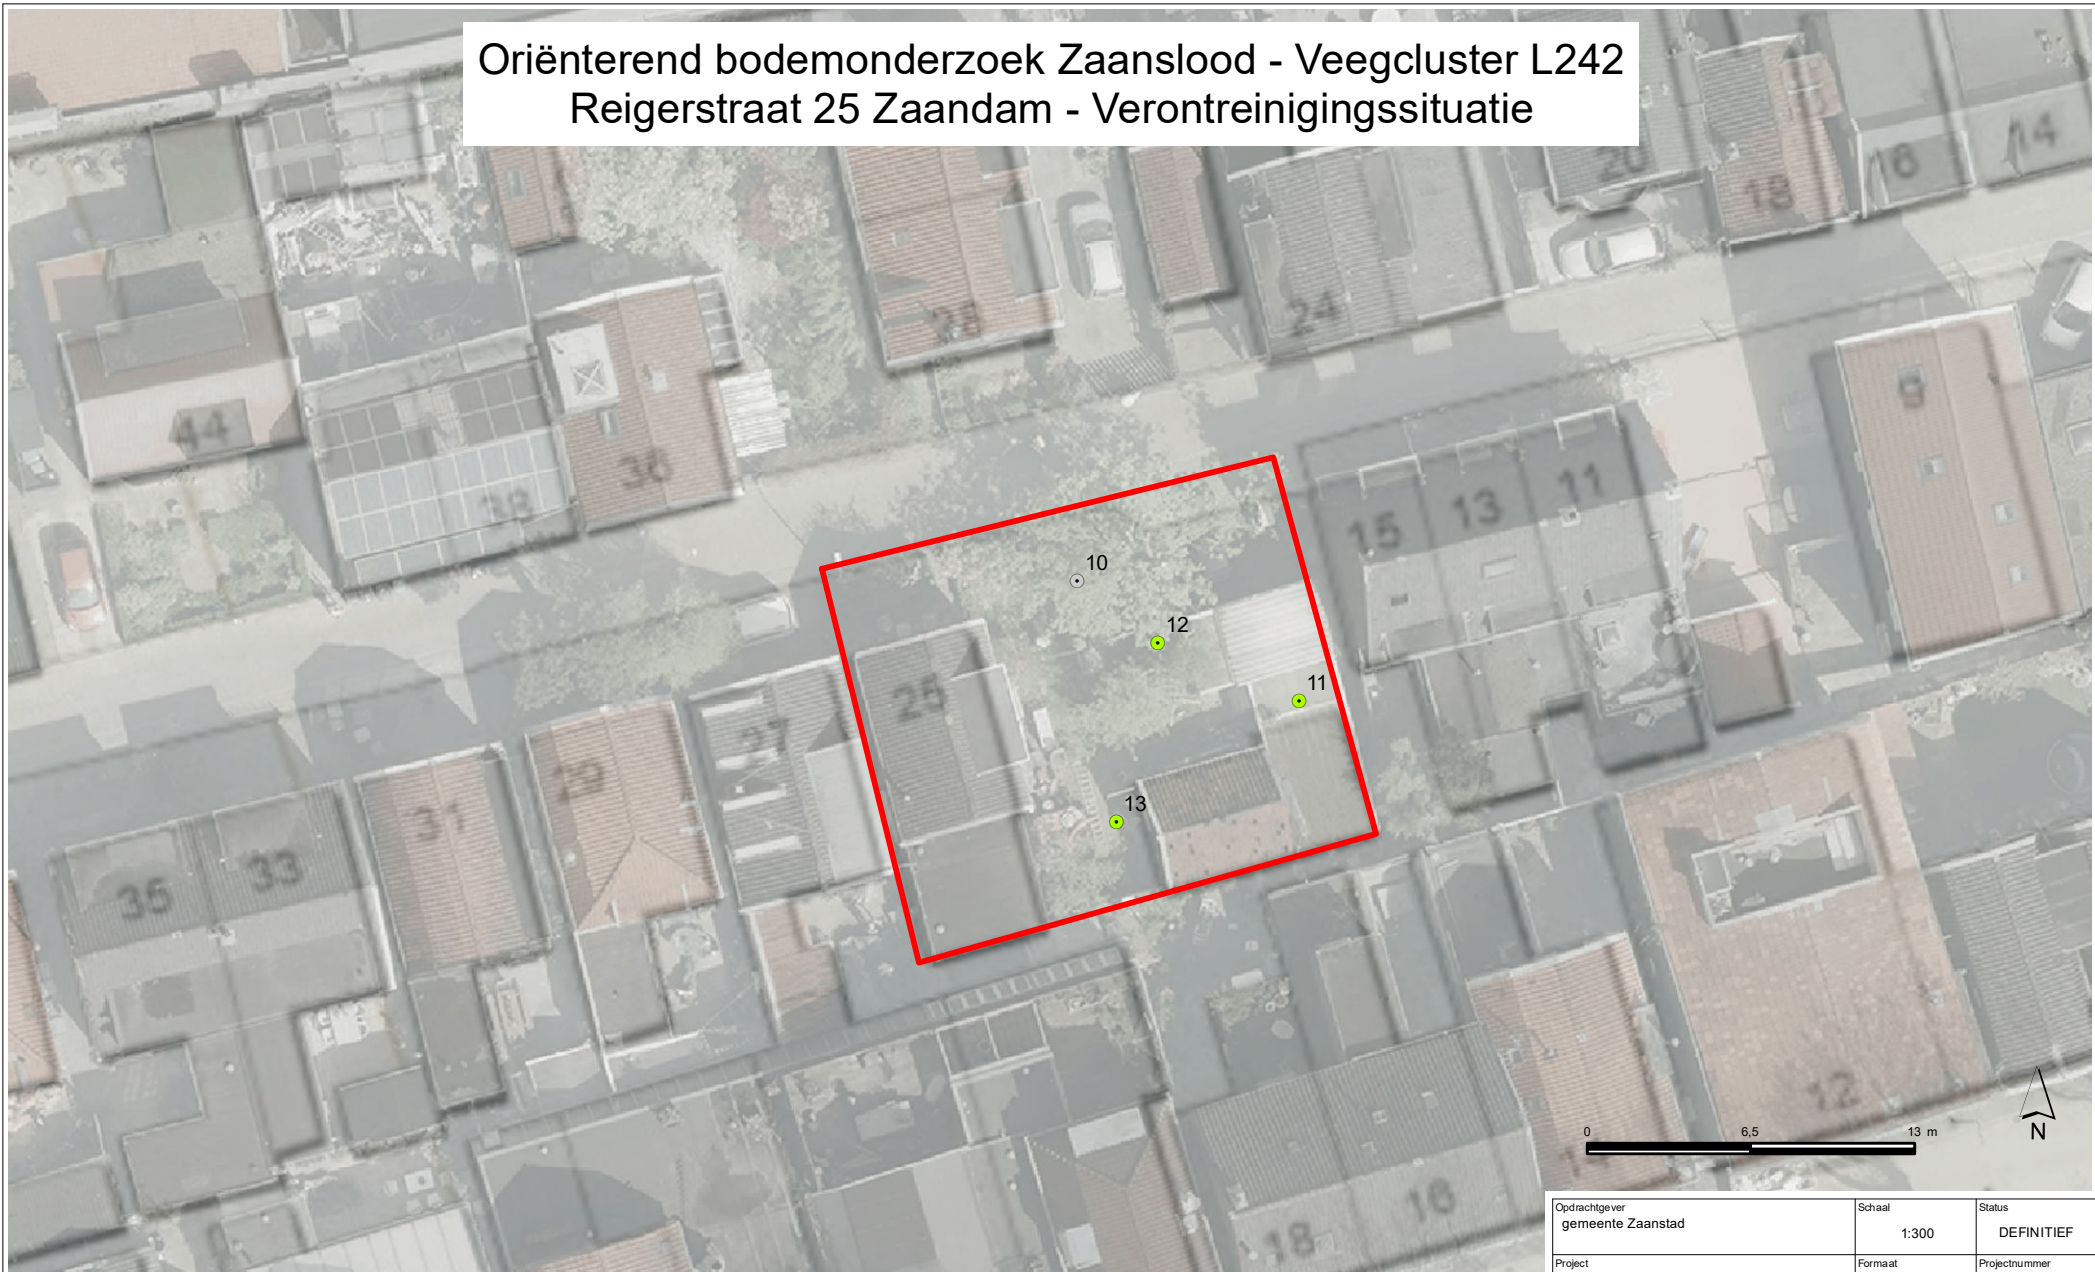 Oriënterend bodemonderzoek Zaanslood - Veegcluster L242
Reigerstraat 25 Zaandam - Verontreinigingssituatie
20
18
16
14
28
24
9
44
38
36
15
13
11
10
12
11
25
27
29
31
33
35
13
12
16
18
0 6,5 13 m
N
Opdrachtgever
gemeente Zaanstad
Schaal
1:300
Status
DEFINITIEF
Project
Formaat
Projectnummer